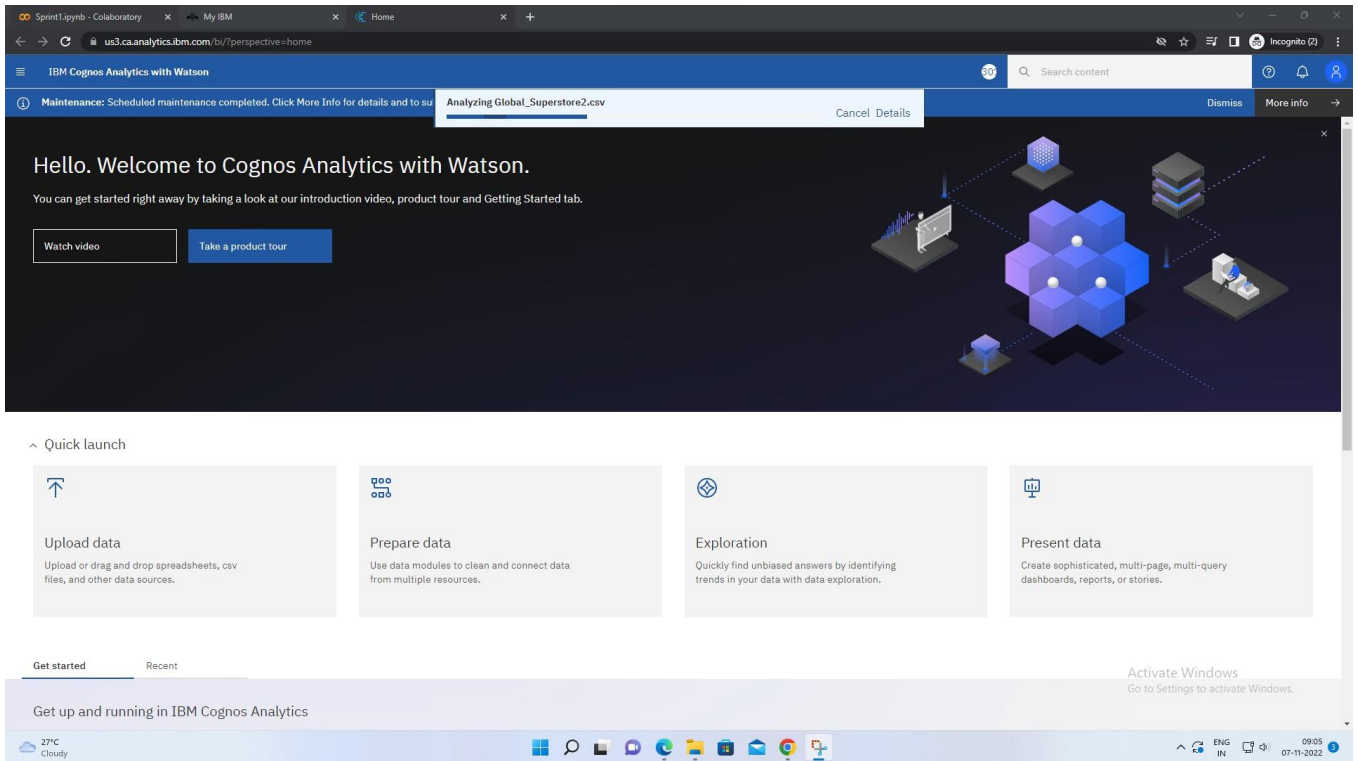 Sprint1.ipynb - Colaboratory
My IBM
Home
us3.ca.analytics.ibm.com/bi/?perspective=home
Incognito (2)
IBM Cognos Analytics with Watson
30
Search content
Maintenance: Scheduled maintenance completed. Click More Info for details and to su
Analyzing Global_Superstore2.csv
Cancel Details
Dismiss
More info
Hello. Welcome to Cognos Analytics with Watson.
You can get started right away by taking a look at our introduction video, product tour and Getting Started tab.
Watch video
Take a product tour
Quick launch
Upload data
Upload or drag and drop spreadsheets, csv
files, and other data sources.
Prepare data
Use data modules to clean and connect data
from multiple resources.
Exploration
Quickly find unbiased answers by identifying
trends in your data with data exploration.
Present data
Create sophisticated, multi-page, multi-query
dashboards, reports, or stories.
Get started
Recent
Activate Windows
Go to Settings to activate Windows.
Get up and running in IBM Cognos Analytics
27°C
Cloudy
ENG
IN
09:05
07-11-2022
3